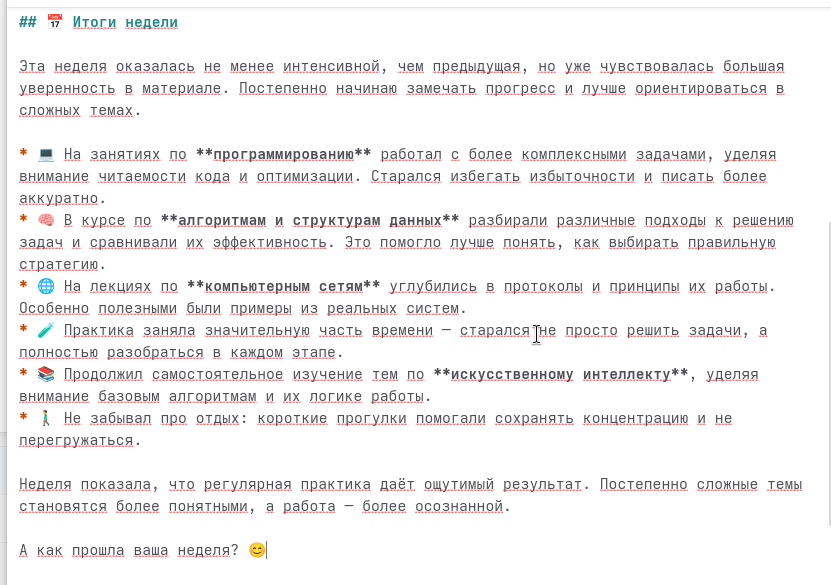 ## 📅 Итоги недели
Эта неделя оказалась не менее интенсивной, чем предыдущая, но уже чувствовалась большая
уверенность в материале. Постепенно начинаю замечать прогресс и лучше ориентироваться в
сложных темах.
* 💻 На занятиях по **программированию** работал с более комплексными задачами, уделяя
внимание читаемости кода и оптимизации. Старался избегать избыточности и писать более
аккуратно.
* 🧠 В курсе по **алгоритмам и структурам данных** разбирали различные подходы к решению
задач и сравнивали их эффективность. Это помогло лучше понять, как выбирать правильную
стратегию.
* 🌐 На лекциях по **компьютерным сетям** углубились в протоколы и принципы их работы.
Особенно полезными были примеры из реальных систем.
* 🧪 Практика заняла значительную часть времени — старался не просто решить задачи, а
полностью разобраться в каждом этапе.
* 📚 Продолжил самостоятельное изучение тем по **искусственному интеллекту**, уделяя
внимание базовым алгоритмам и их логике работы.
* 🚶‍♂️ Не забывал про отдых: короткие прогулки помогали сохранять концентрацию и не
перегружаться.
Неделя показала, что регулярная практика даёт ощутимый результат. Постепенно сложные темы
становятся более понятными, а работа — более осознанной.
А как прошла ваша неделя? 😊